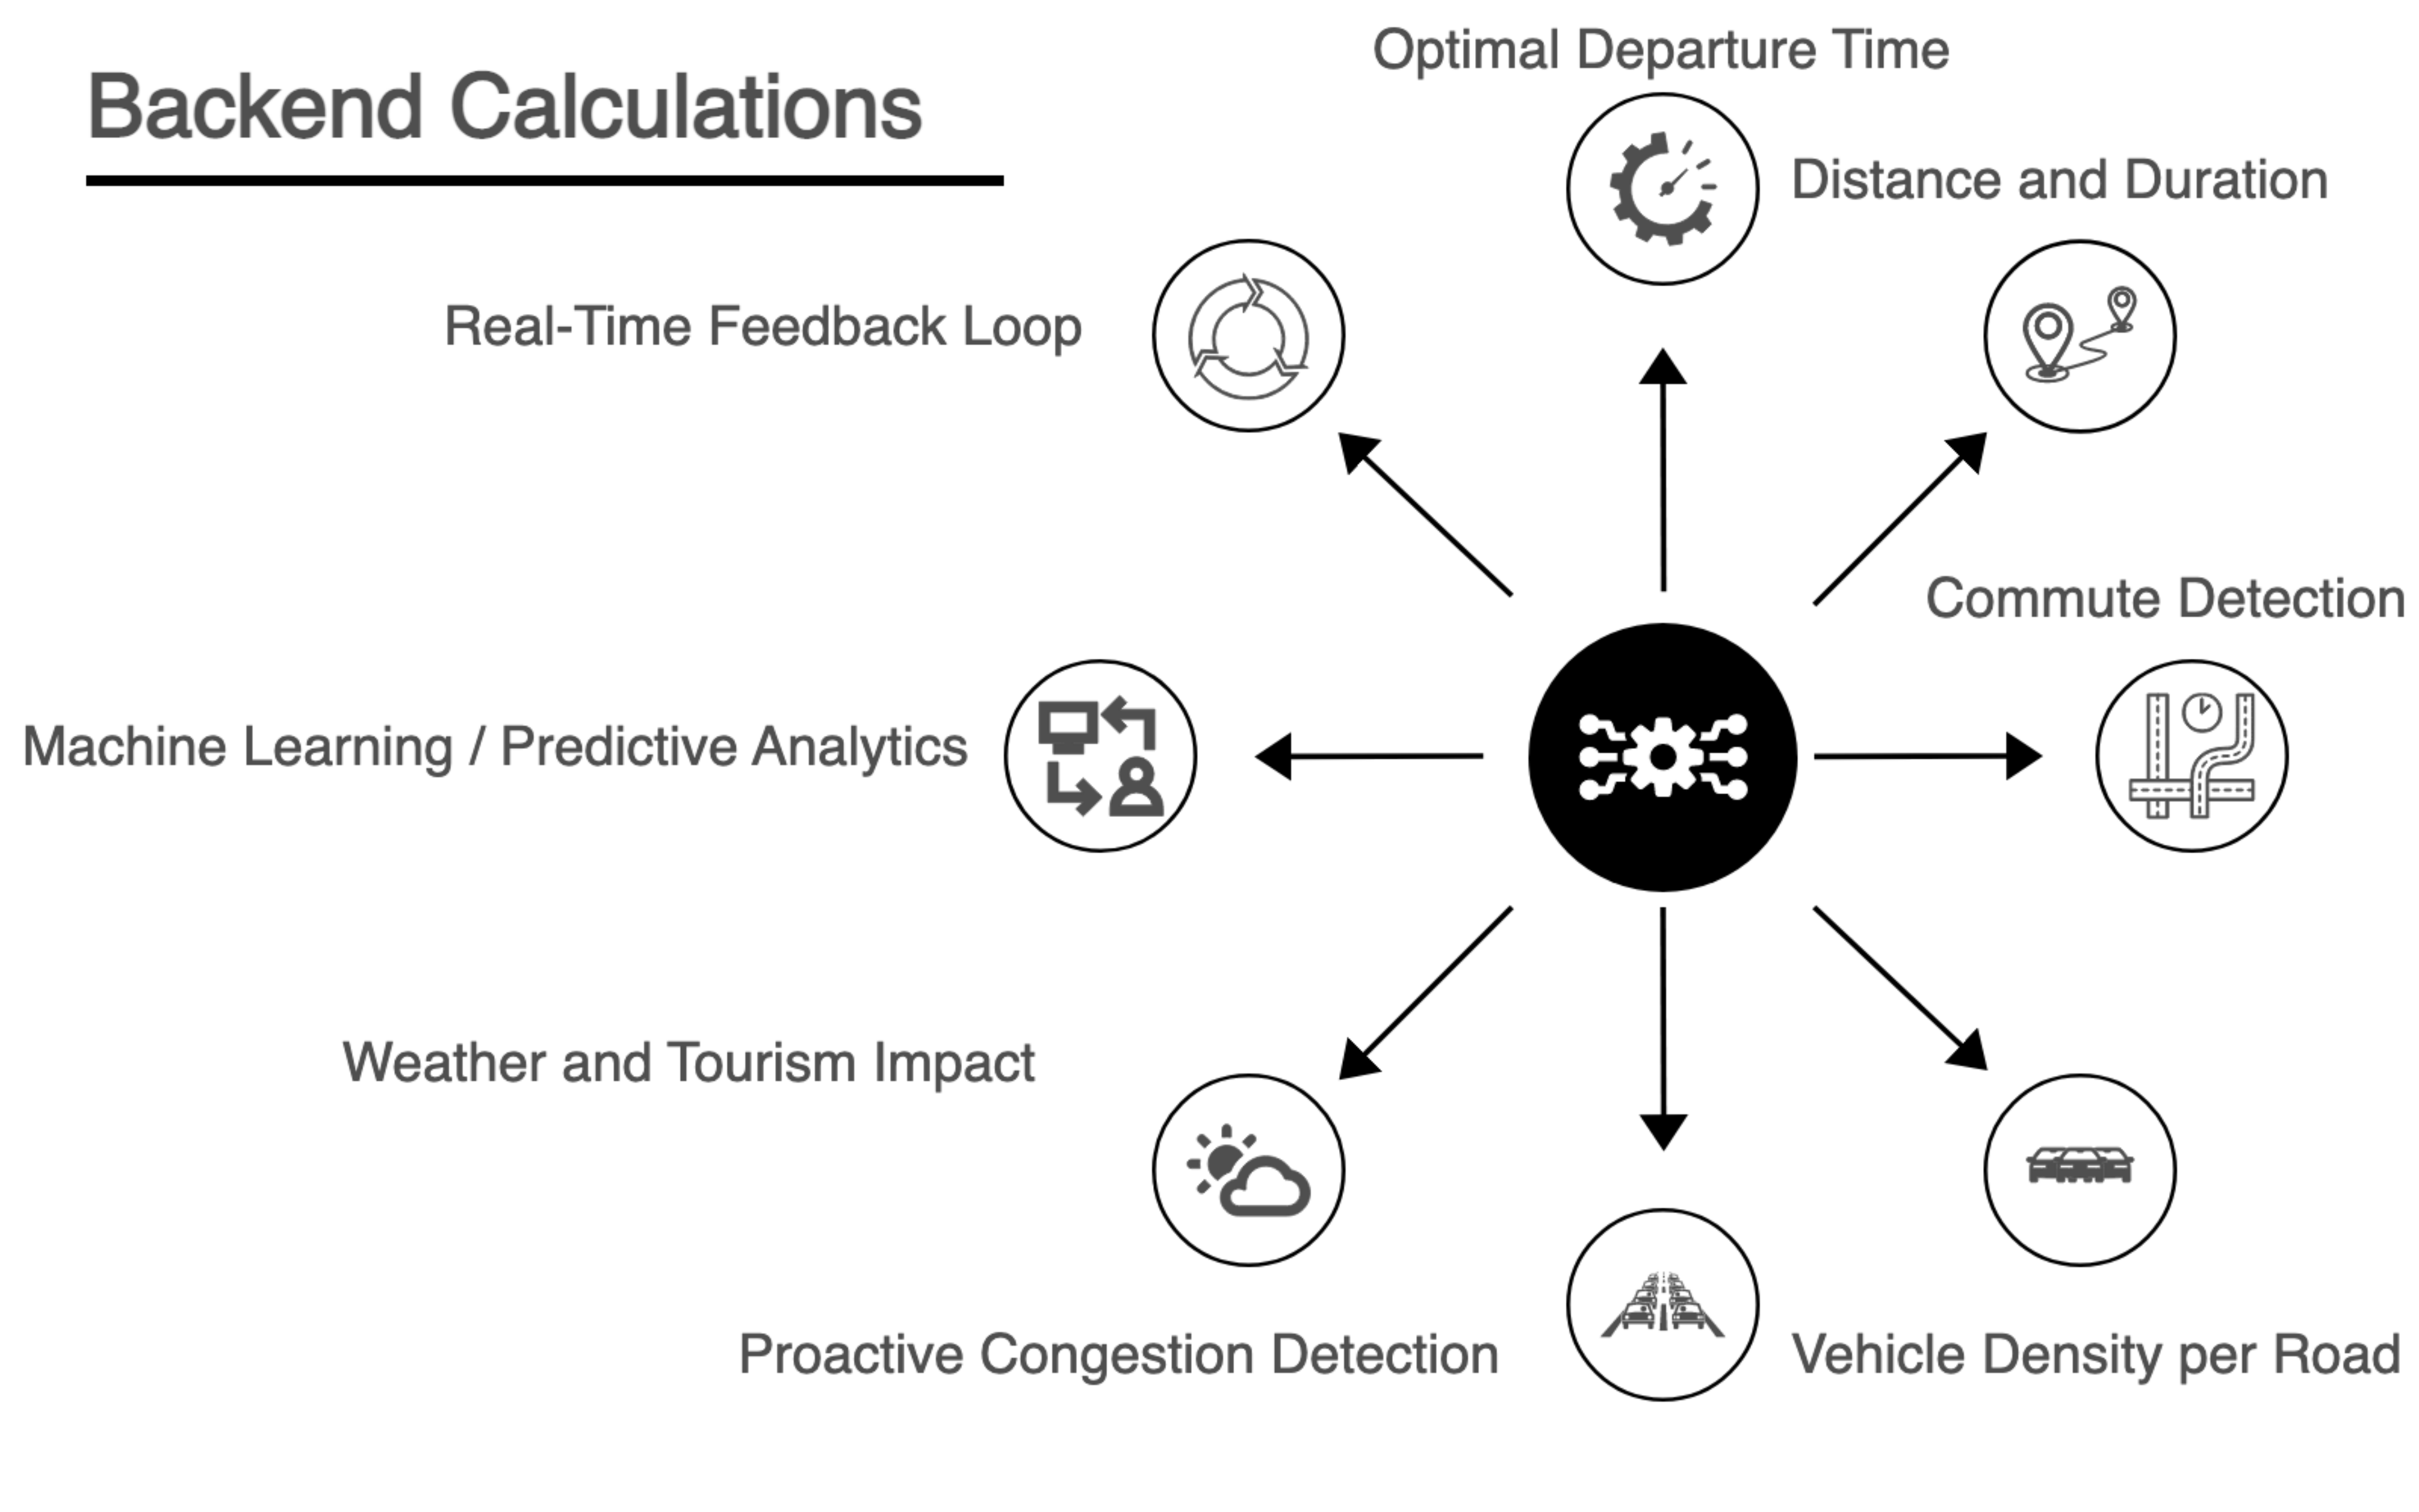 Optimal Departure Time
Backend Calculations
Distance and Duration
Real-Time Feedback Loop
Commute Detection
Machine Learning / Predictive Analytics
Weather and Tourism Impact
Proactive Congestion Detection
Vehicle Density per Road